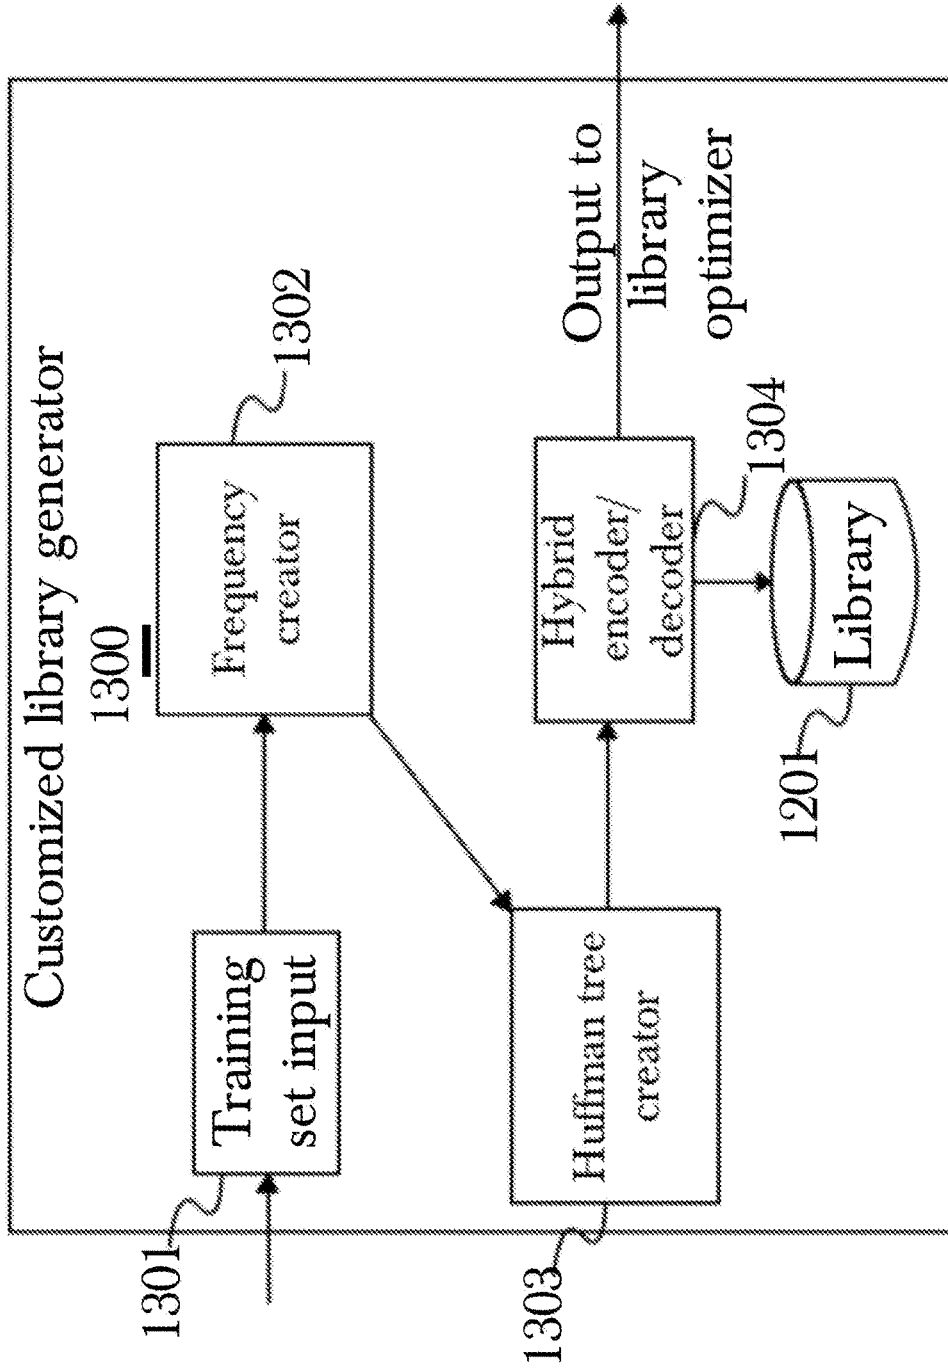 Customized library generator
1300
1301
Training
set input
Frequency
creator
1302
1303
Huffman tree
creator
Hybrid
encoder/
decoder
1304
Output to
library
optimizer
1201
Library